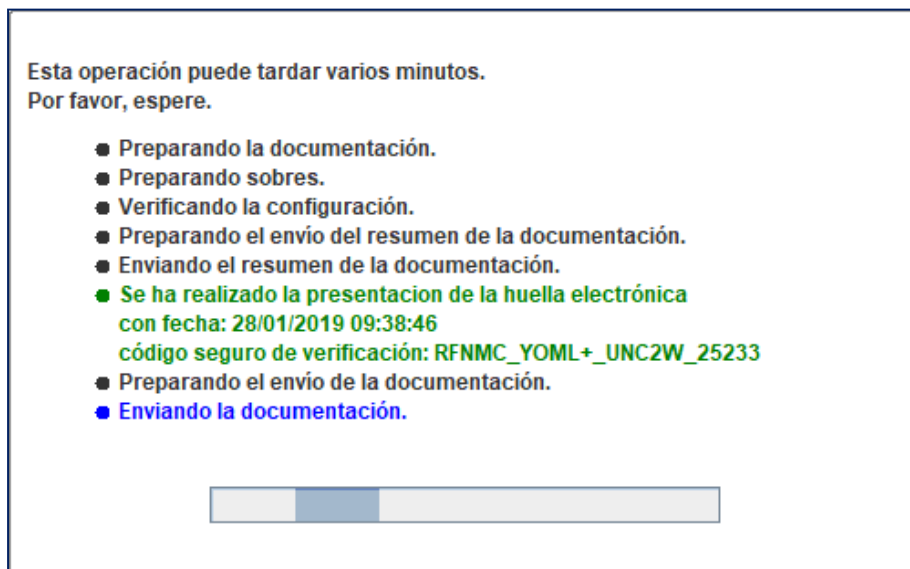 Esta operación puede tardar varios minutos.
Por favor, espere.
Preparando la documentación.
Preparando sobres.
Verificando la configuración.
Preparando el envío del resumen de la documentación.
Enviando el resumen de la documentación.
Se ha realizado la presentacion de la huella electrónica
con fecha: 28/01/2019 09:38:46
código seguro de verificación: RFNMC_YOML+_UNC2W_25233
Preparando el envío de la documentación.
Enviando la documentación.